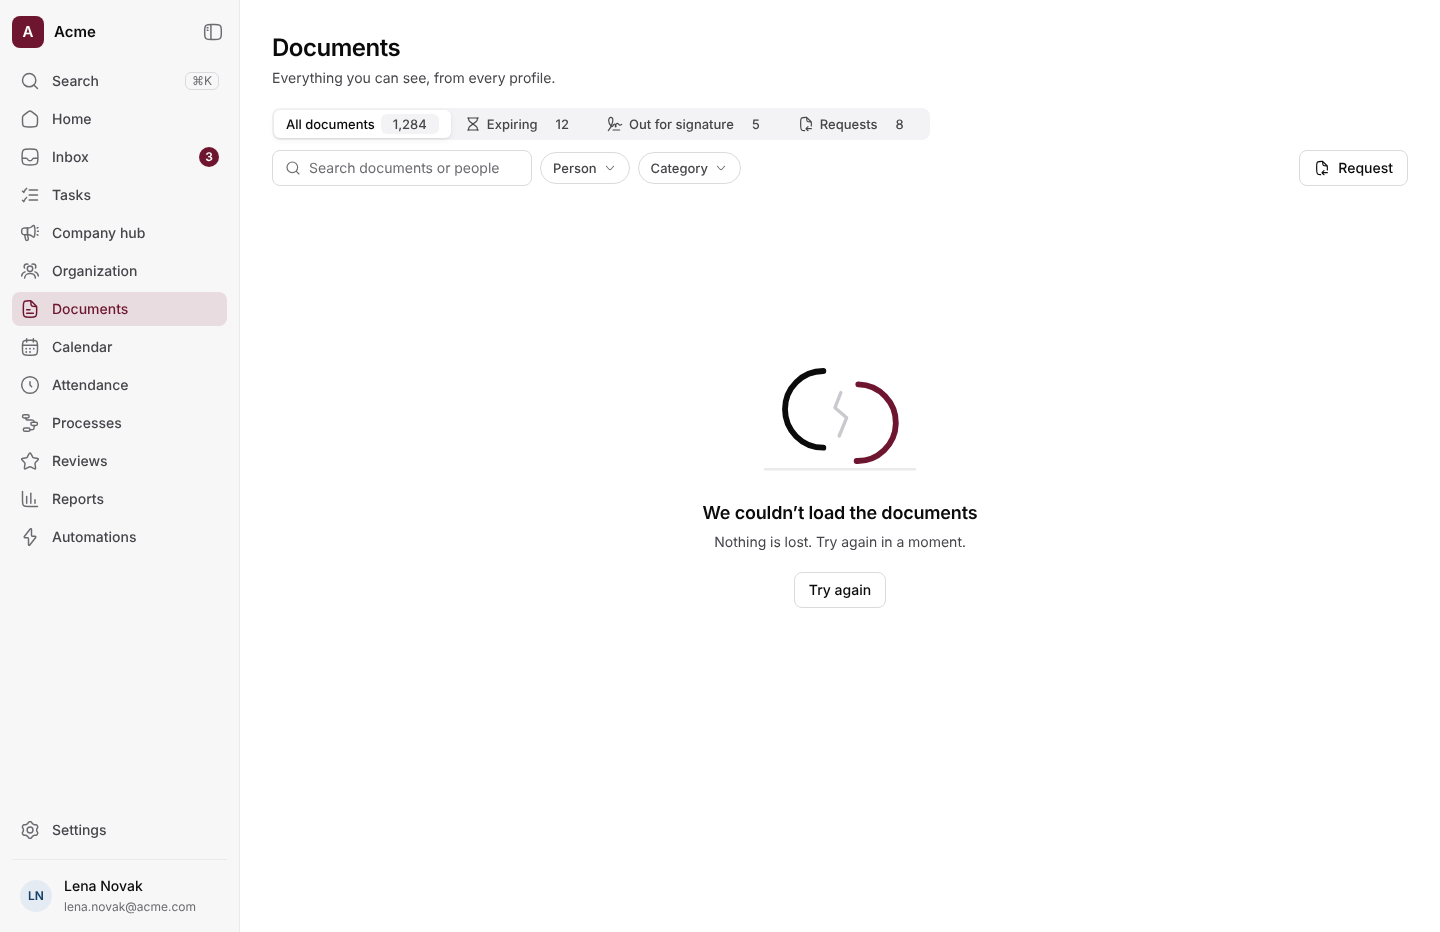 A Acme
Search ⌘K
Home
Inbox 3
Tasks
Company hub
Organization
Documents
Calendar
Attendance
Processes
Reviews
Reports
Automations
Settings
LN Lena Novak
lena.novak@acme.com
Documents
Everything you can see, from every profile.
All documents 1,284 Expiring 12 Out for signature 5 Requests 8
Search documents or people Person Category Request
We couldn’t load the documents
Nothing is lost. Try again in a moment.
Try again